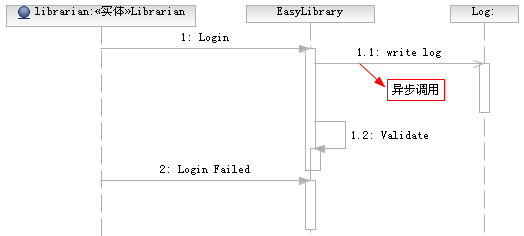 librarian:«实体»Librarian
EasyLibrary
Log:
1: Login
1.1: write log
异步调用
1.2: Validate
2: Login Failed